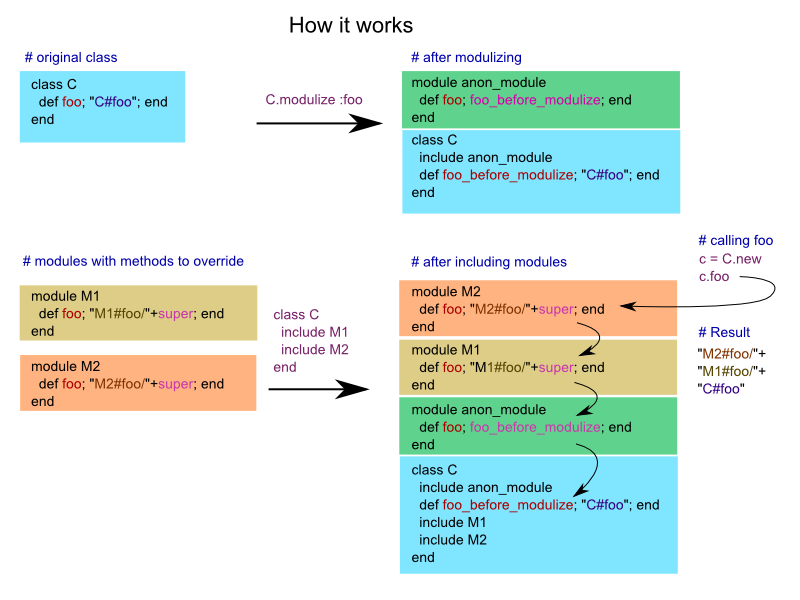 How it works
# original class
class C
def foo; "C#foo"; end
end
C.modulize :foo
# after modulizing
module anon_module
def foo; foo_before_modulize; end
end
class C
include anon_module
def foo_before_modulize; "C#foo"; end
end
# modules with methods to override
module M1
def foo; "M1#foo/"+super; end
end
module M2
def foo; "M2#foo/"+super; end
end
class C
include M1
include M2
end
# after including modules
module M2
def foo; "M2#foo/"+super; end
end
module M1
def foo; "M1#foo/"+super; end
end
module anon_module
def foo; foo_before_modulize; end
end
class C
include anon_module
def foo_before_modulize; "C#foo"; end
include M1
include M2
end
# calling foo
c = C.new
c.foo
# Result
"M2#foo/"+
"M1#foo/"+
"C#foo"